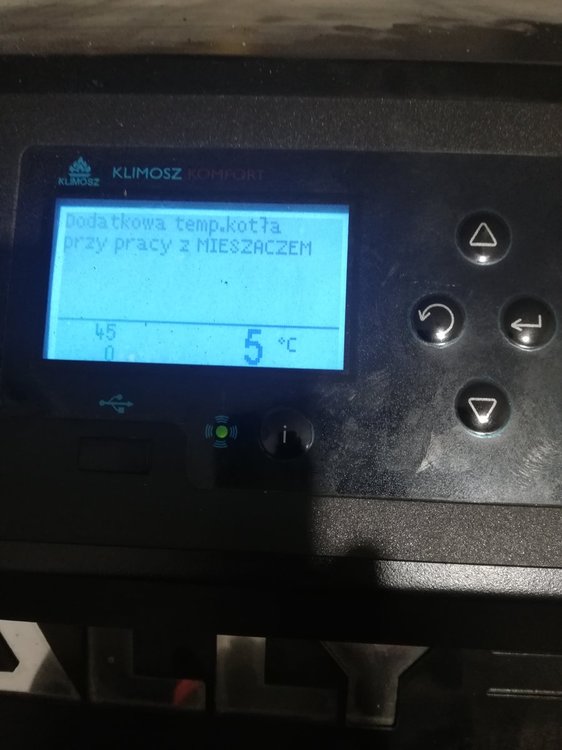 KLIMOSZ
KLIMOSZ KOMFORT
Dodatkowa temp.kotła
przy pracy z MIESZACZEM
45
0
5 °C
i